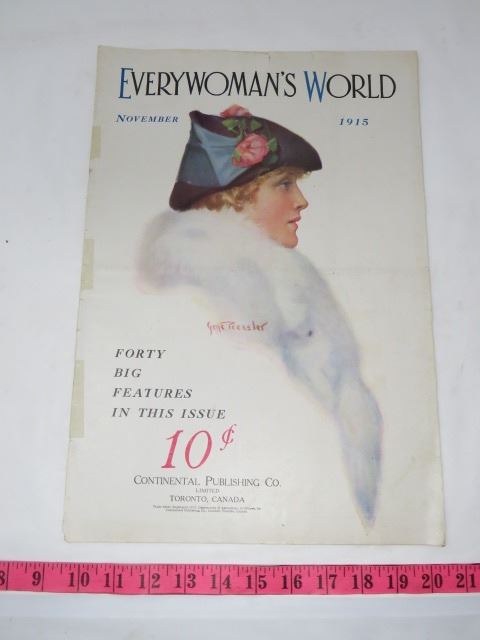 EVERYWOMAN'S WORLD
NOVEMBER 1915
FORTY
BIG
FEATURES
IN THIS ISSUE
10¢
CONTINENTAL PUBLISHING CO.
LIMITED
TORONTO, CANADA
8 9 10 11 12 13 14 15 16 17 18 19 20 21